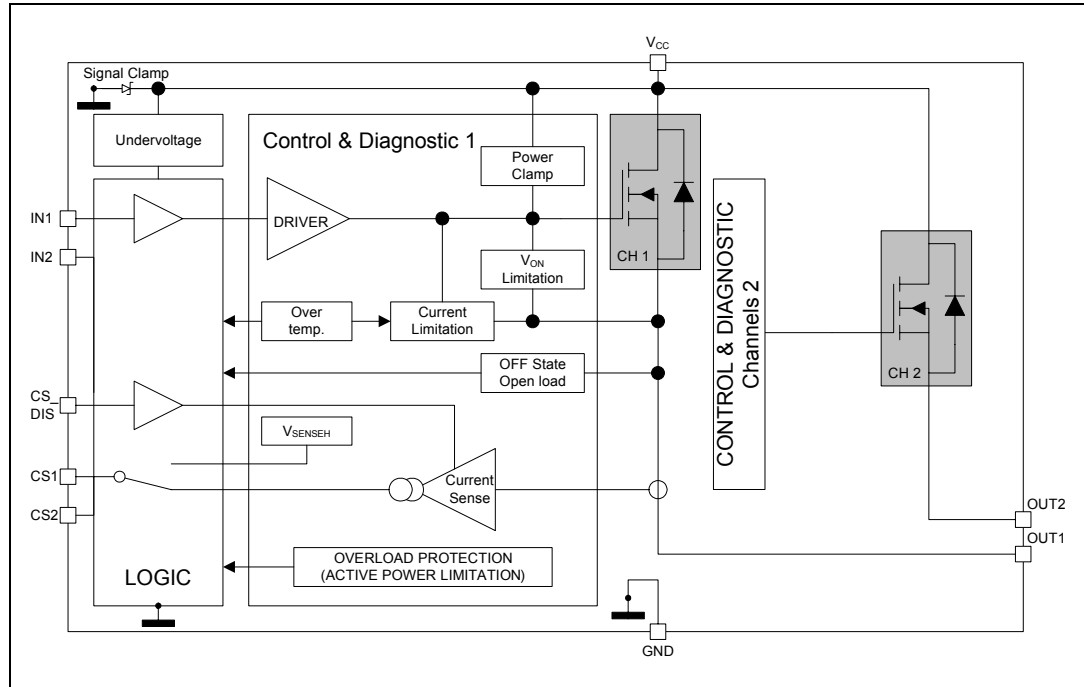 VCC
Signal Clamp
Undervoltage
Control & Diagnostic 1
Power
Clamp
IN1
DRIVER
IN2
VON
Limitation
CH 1
Over
temp.
Current
Limitation
OFF State
Open load
CONTROL & DIAGNOSTIC
Channels 2
CH 2
CS_
DIS
VSENSEH
CS1
Current
Sense
CS2
OUT2
OUT1
OVERLOAD PROTECTION
(ACTIVE POWER LIMITATION)
LOGIC
GND